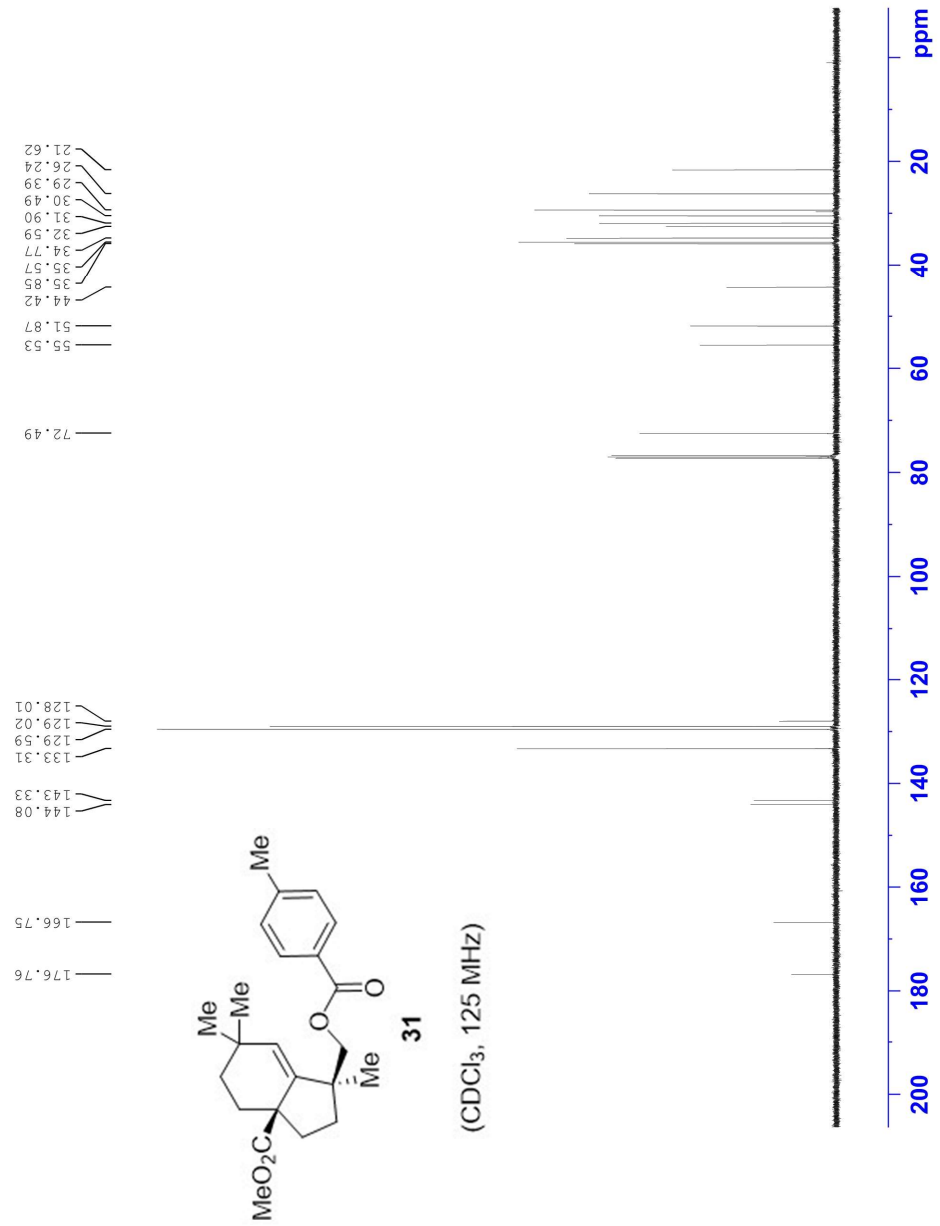 176.76
166.75
144.08
143.33
133.31
129.59
129.02
128.01
72.49
55.53
51.87
44.42
35.85
35.57
34.77
32.59
31.90
30.49
29.39
26.24
21.62
Me
Me
MeO₂C
Me
O
O
Me
31
(CDCl₃, 125 MHz)
200 180 160 140 120 100 80 60 40 20 ppm